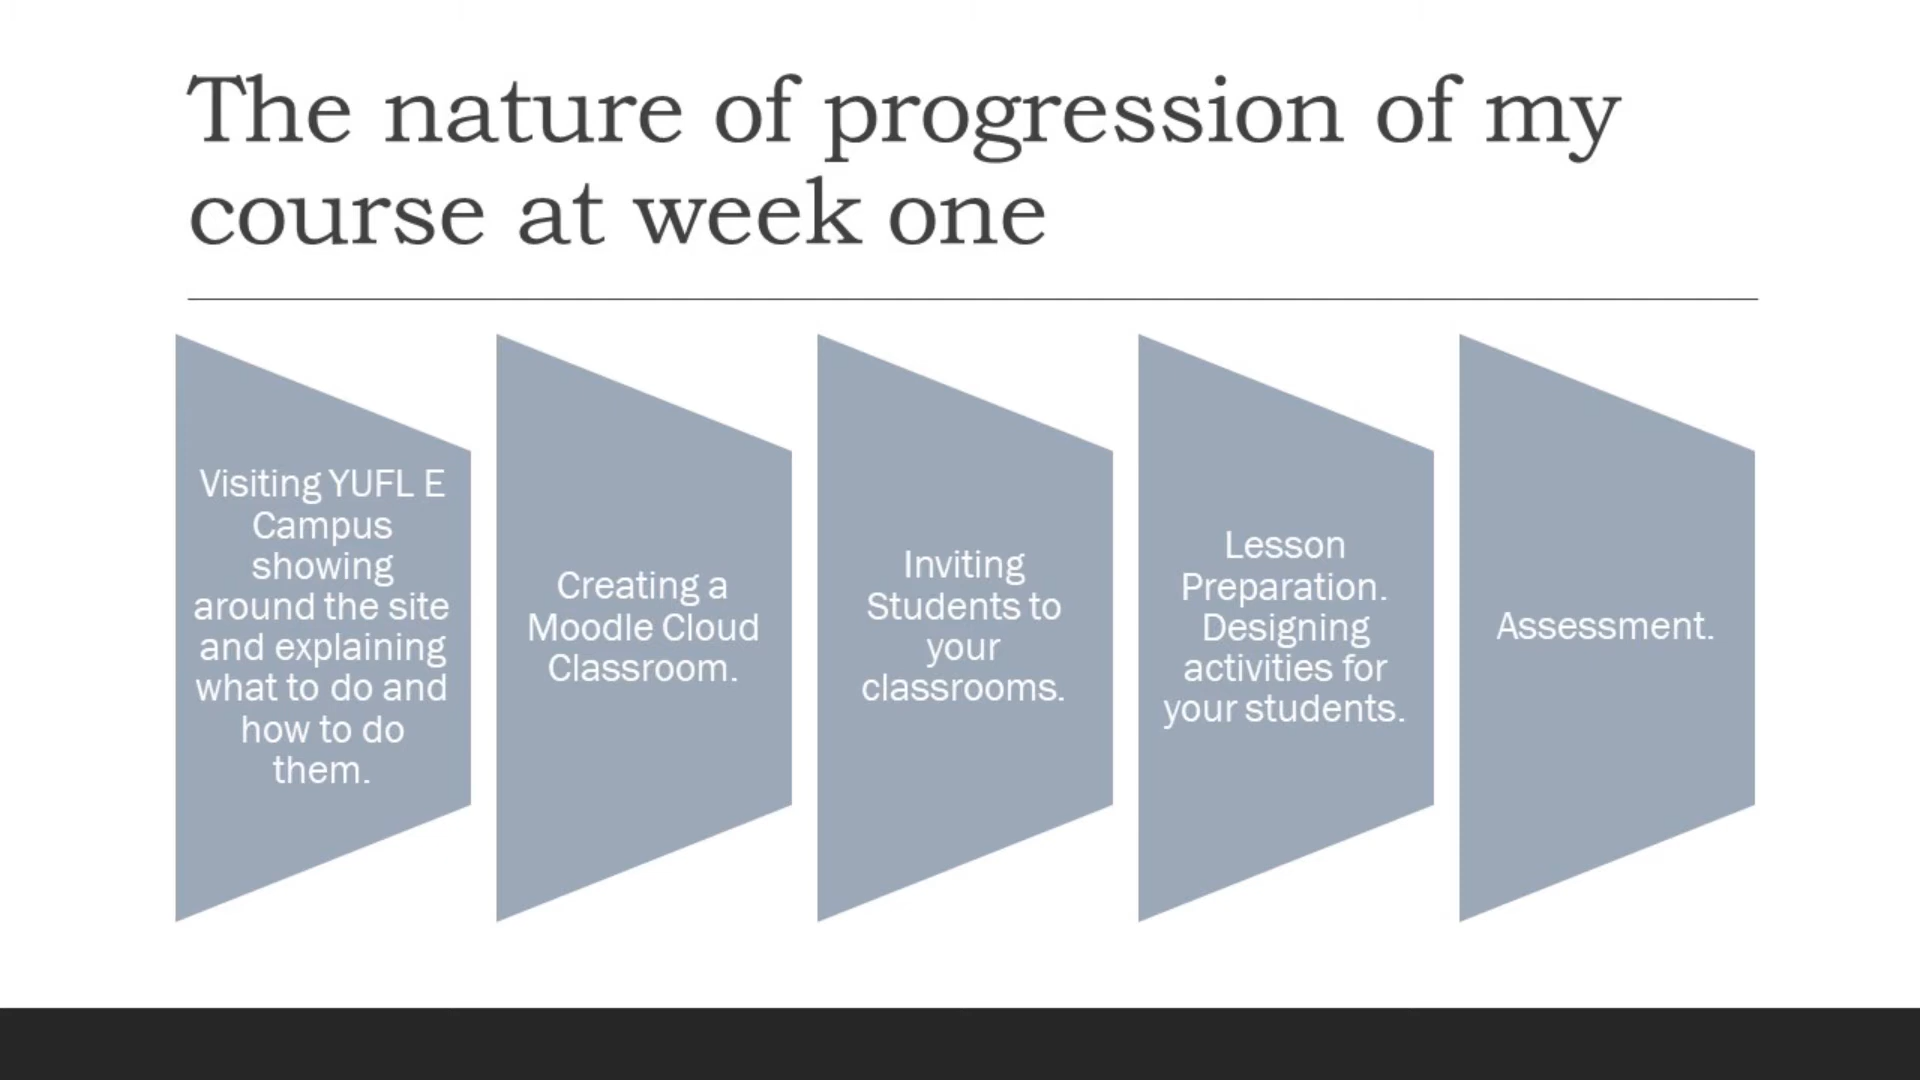 The nature of progression of my
course at week one
Visiting YUFL E
Campus
showing
around the site
and explaining
what to do and
how to do
them.
Creating a
Moodle Cloud
Classroom.
Inviting
Students to
your
classrooms.
Lesson
Preparation.
Designing
activities for
your students.
Assessment.